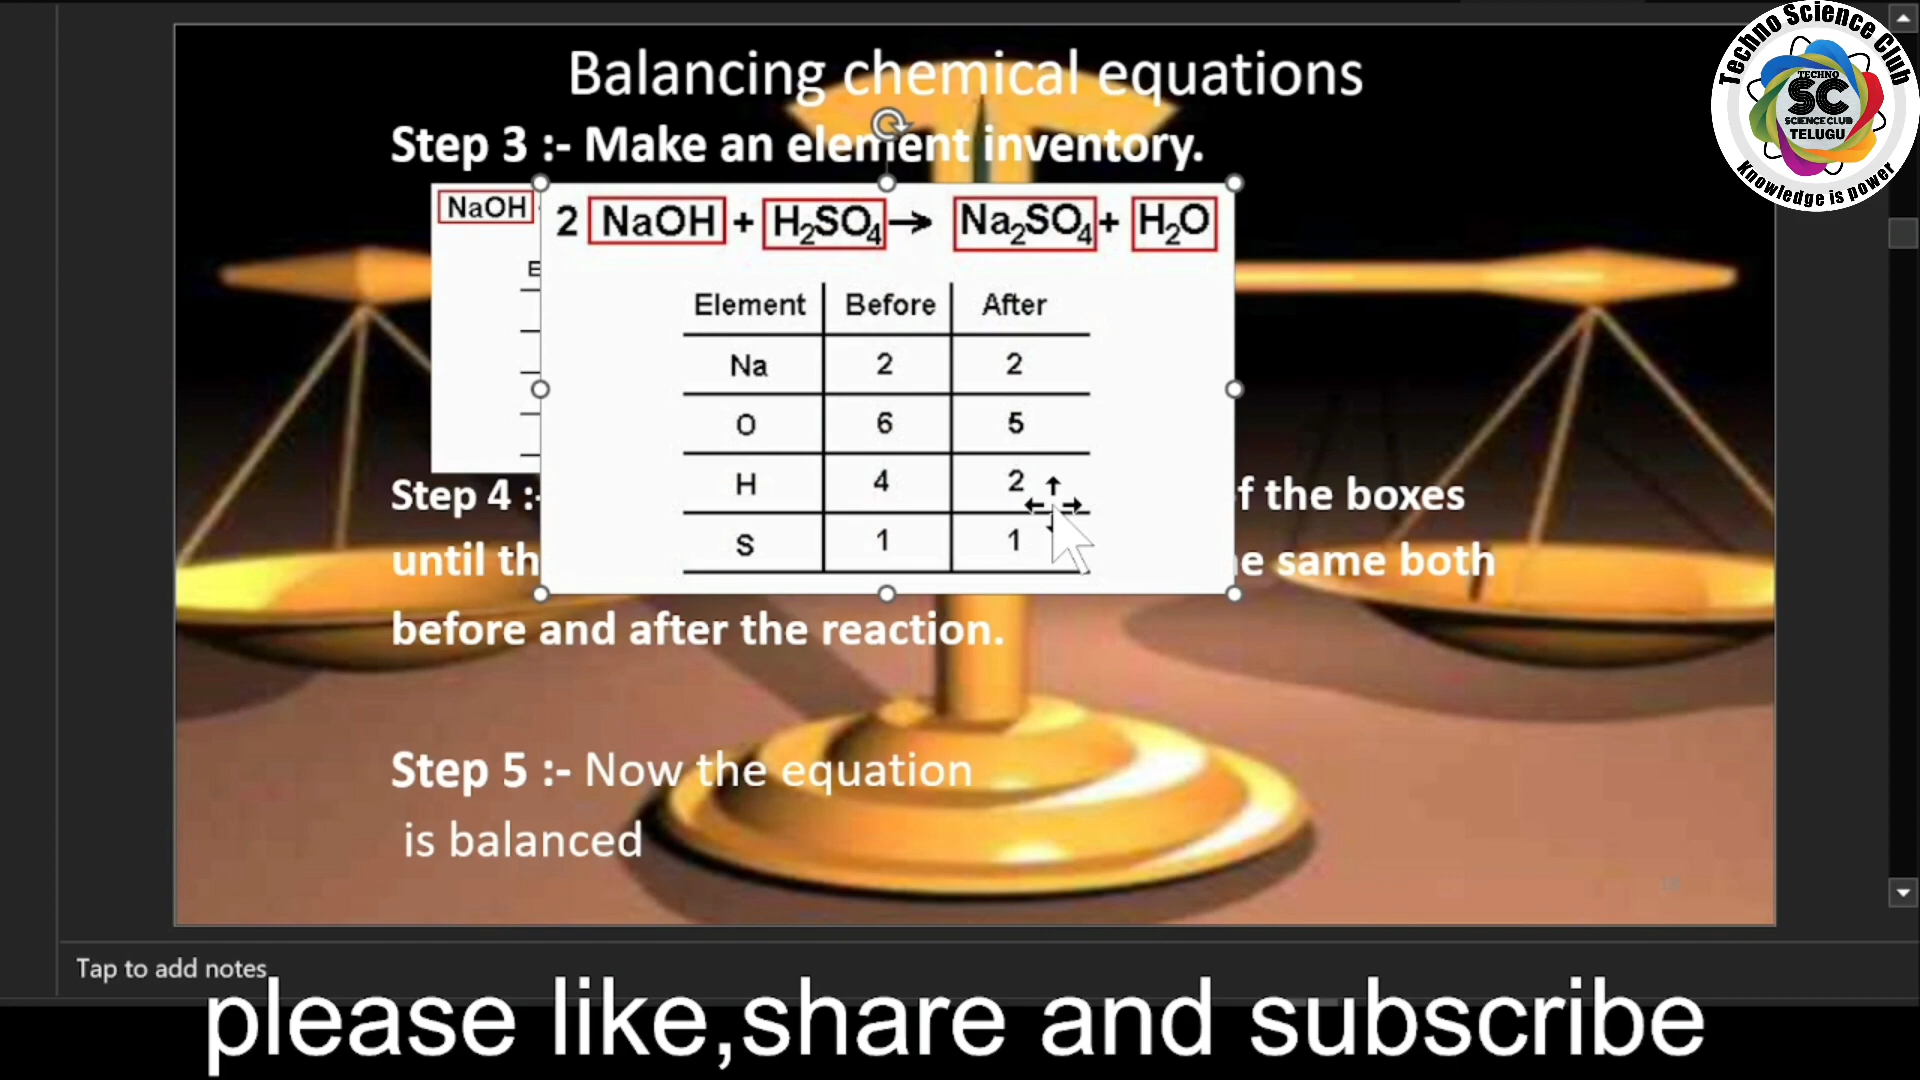 Balancing chemical equations
Step 3 :- Make an element inventory.
NaOH
2 NaOH + H₂SO₄ → Na₂SO₄ + H₂O
Element Before After
Na 2 2
O 6 5
H 4 2
S 1 1
Step 4 :- f the boxes
until th e same both
before and after the reaction.
Step 5 :- Now the equation
is balanced
Tap to add notes
please like,share and subscribe
Techno Science Club
TECHNO
SC
SCIENCE CLUB
TELUGU
Knowledge is power